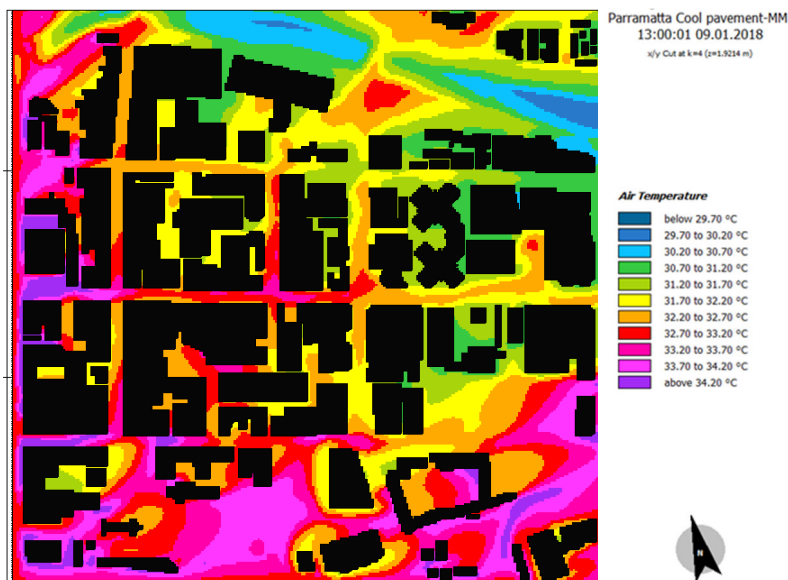 Parramatta Cool pavement-MM
13:00:01 09.01.2018
x/y Cut at k=4 (z=1.9214 m)
Air Temperature
below 29.70 °C
29.70 to 30.20 °C
30.20 to 30.70 °C
30.70 to 31.20 °C
31.20 to 31.70 °C
31.70 to 32.20 °C
32.20 to 32.70 °C
32.70 to 33.20 °C
33.20 to 33.70 °C
33.70 to 34.20 °C
above 34.20 °C
N